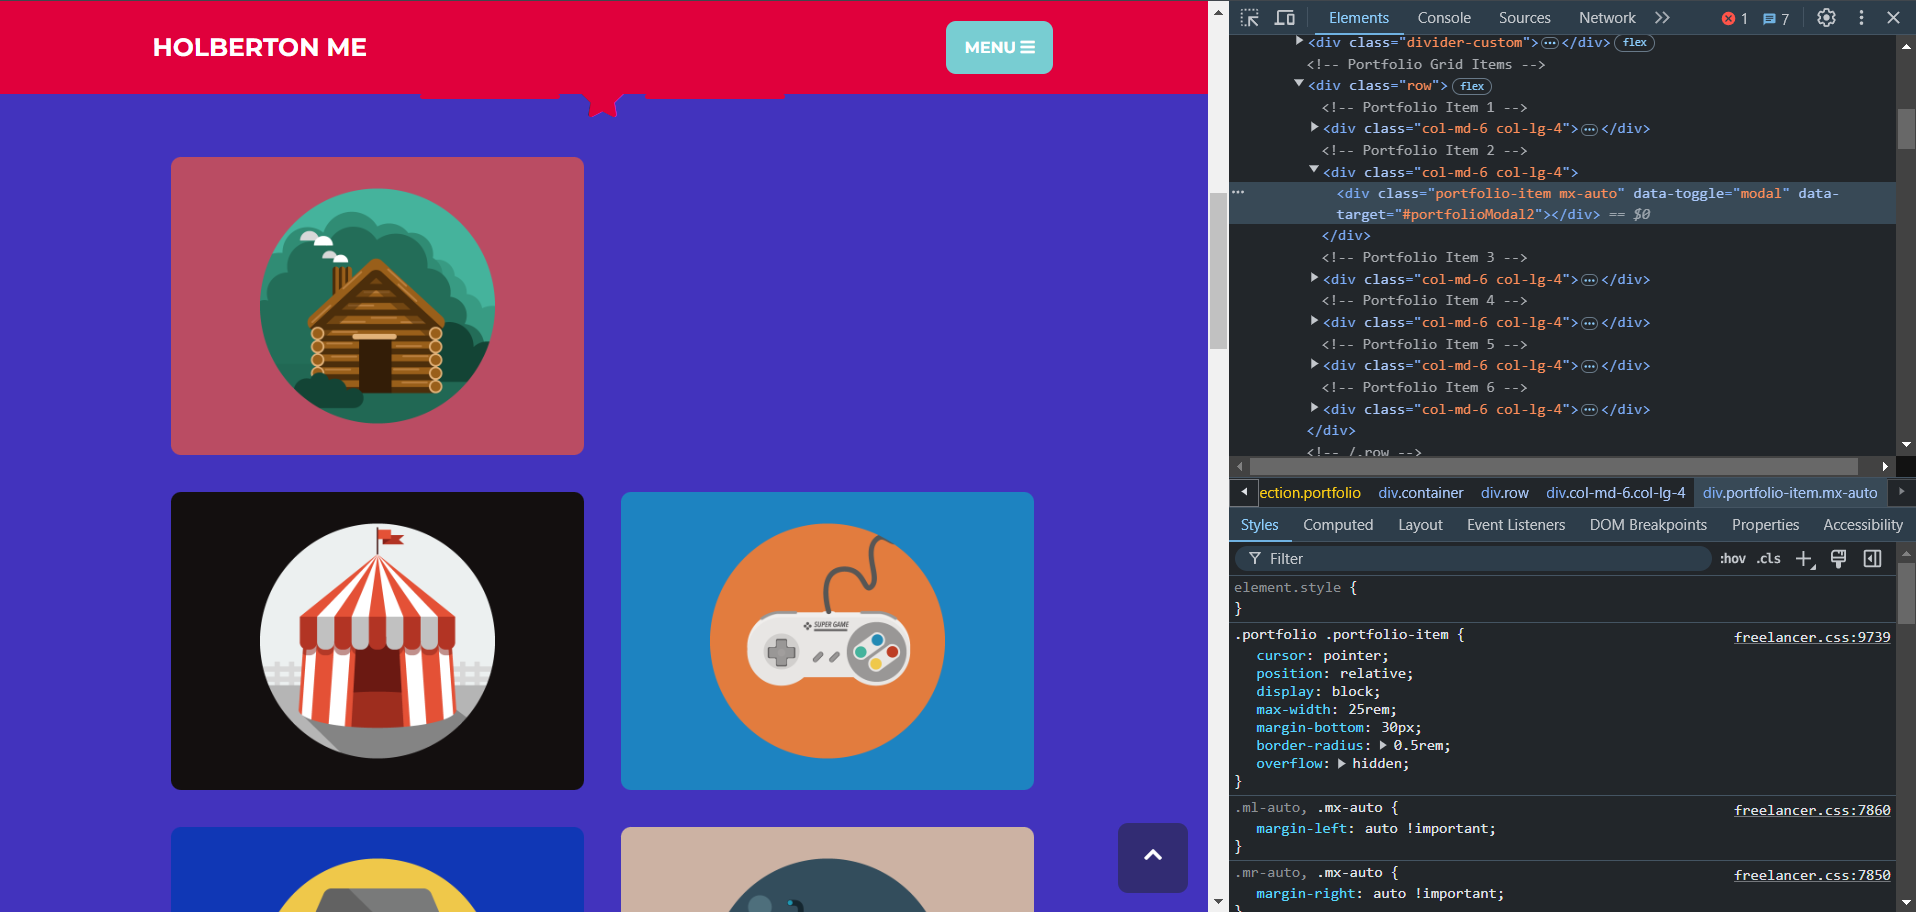 HOLBERTON ME
MENU
SUPER GAME
Elements Console Sources Network 1 7
<div class="divider-custom"></div> flex
<!-- Portfolio Grid Items -->
<div class="row"> flex
<!-- Portfolio Item 1 -->
<div class="col-md-6 col-lg-4"></div>
<!-- Portfolio Item 2 -->
<div class="col-md-6 col-lg-4">
<div class="portfolio-item mx-auto" data-toggle="modal" data-
target="#portfolioModal2"></div> == $0
</div>
<!-- Portfolio Item 3 -->
<div class="col-md-6 col-lg-4"></div>
<!-- Portfolio Item 4 -->
<div class="col-md-6 col-lg-4"></div>
<!-- Portfolio Item 5 -->
<div class="col-md-6 col-lg-4"></div>
<!-- Portfolio Item 6 -->
<div class="col-md-6 col-lg-4"></div>
</div>
<!-- /.row -->
ection.portfolio div.container div.row div.col-md-6.col-lg-4 div.portfolio-item.mx-auto
Styles Computed Layout Event Listeners DOM Breakpoints Properties Accessibility
Filter :hov .cls
element.style {
}
.portfolio .portfolio-item { freelancer.css:9739
cursor: pointer;
position: relative;
display: block;
max-width: 25rem;
margin-bottom: 30px;
border-radius: 0.5rem;
overflow: hidden;
}
.ml-auto, .mx-auto { freelancer.css:7860
margin-left: auto !important;
}
.mr-auto, .mx-auto { freelancer.css:7850
margin-right: auto !important;
}